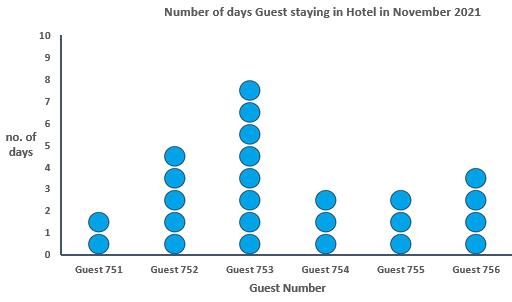 Number of days Guest staying in Hotel in November 2021
10
9
8
7
6
5
4
3
2
1
0
no. of
days
Guest 751 Guest 752 Guest 753 Guest 754 Guest 755 Guest 756
Guest Number